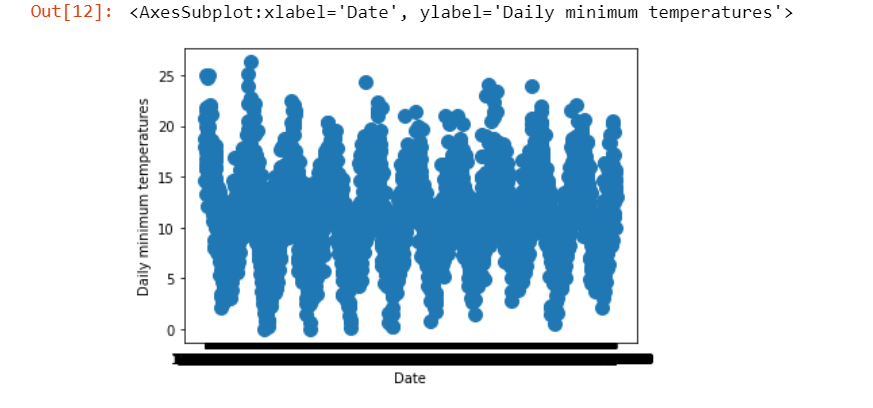 Out[12]: <AxesSubplot:xlabel='Date', ylabel='Daily minimum temperatures'>
25
20
15
10
5
0
Daily minimum temperatures
Date